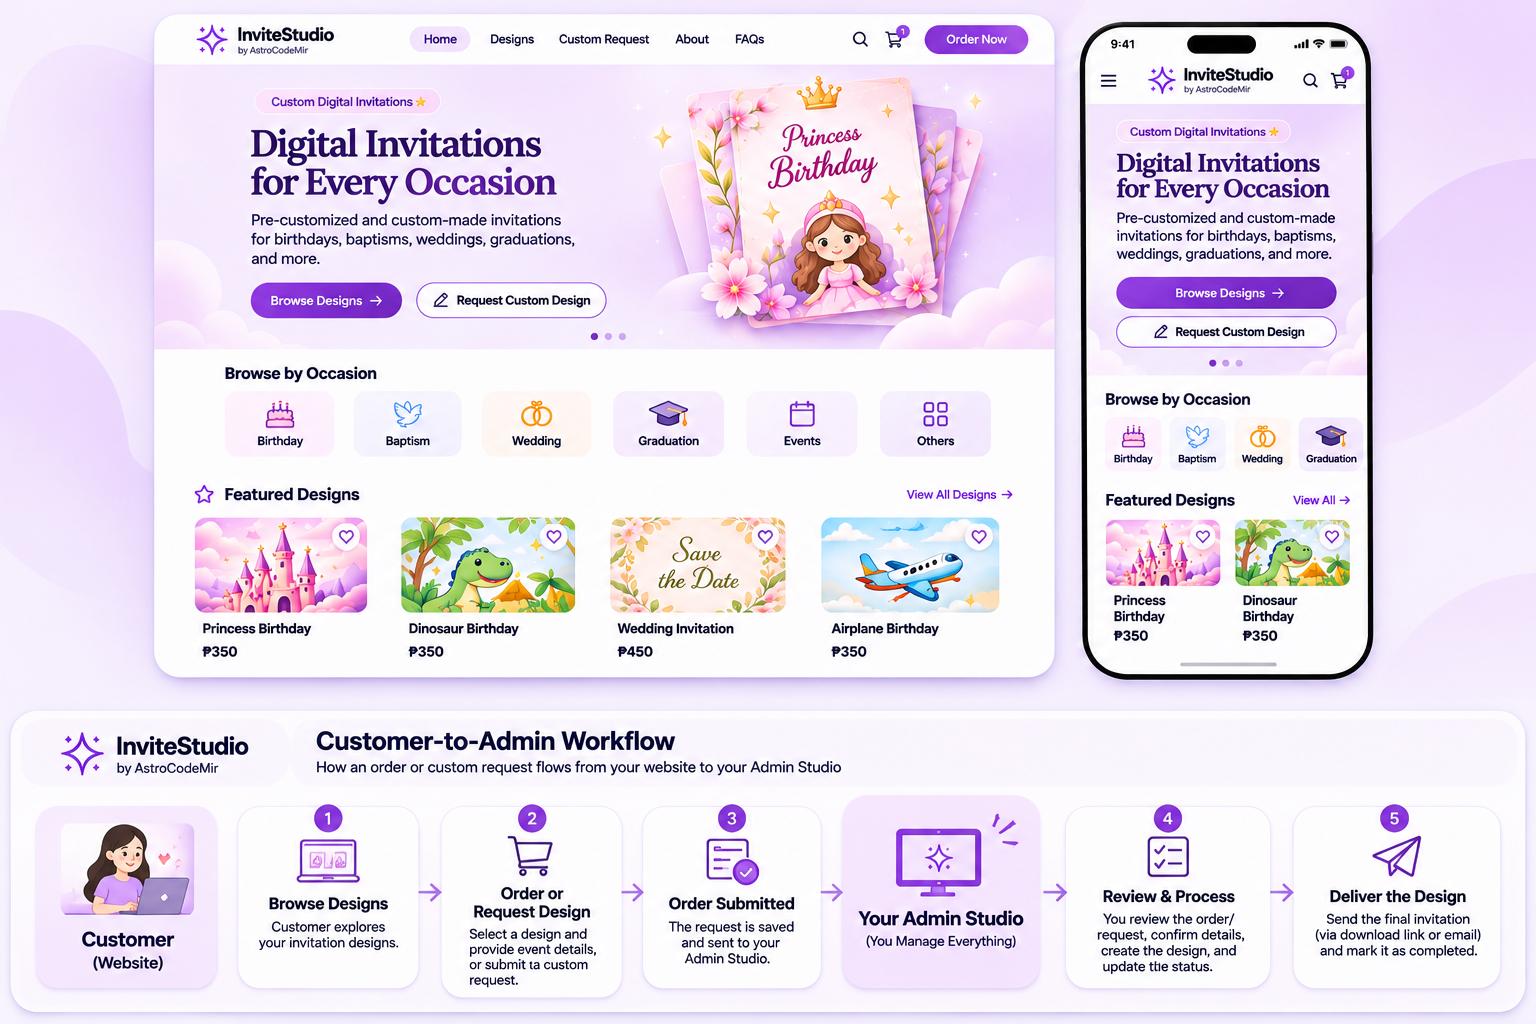 InviteStudio
by AstroCodeMir
Home
Designs
Custom Request
About
FAQs
1
Order Now
Custom Digital Invitations
Digital Invitations
for Every Occasion
Pre-customized and custom-made invitations
for birthdays, baptisms, weddings, graduations,
and more.
Browse Designs →
Request Custom Design
Princess
Birthday
Browse by Occasion
Birthday
Baptism
Wedding
Graduation
Events
Others
Featured Designs
View All Designs →
Save
the Date
Princess Birthday
₱350
Dinosaur Birthday
₱350
Wedding Invitation
₱450
Airplane Birthday
₱350
9:41
InviteStudio
by AstroCodeMir
1
Custom Digital Invitations
Digital Invitations
for Every Occasion
Pre-customized and custom-made
invitations for birthdays, baptisms,
weddings, graduations, and more.
Browse Designs →
Request Custom Design
Browse by Occasion
Birthday
Baptism
Wedding
Graduation
Featured Designs
View All →
Princess
Birthday
₱350
Dinosaur
Birthday
₱350
InviteStudio
by AstroCodeMir
Customer-to-Admin Workflow
How an order or custom request flows from your website to your Admin Studio
Customer
(Website)
1
Browse Designs
Customer explores
your invitation designs.
2
Order or
Request Design
Select a design and
provide event details,
or submit ta custom
request.
3
Order Submitted
The request is saved
and sent to your
Admin Studio.
Your Admin Studio
(You Manage Everything)
4
Review & Process
You review the order/
request, confirm details,
create the design, and
update the status.
5
Deliver the Design
Send the final invitation
(via download link or email)
and mark it as completed.